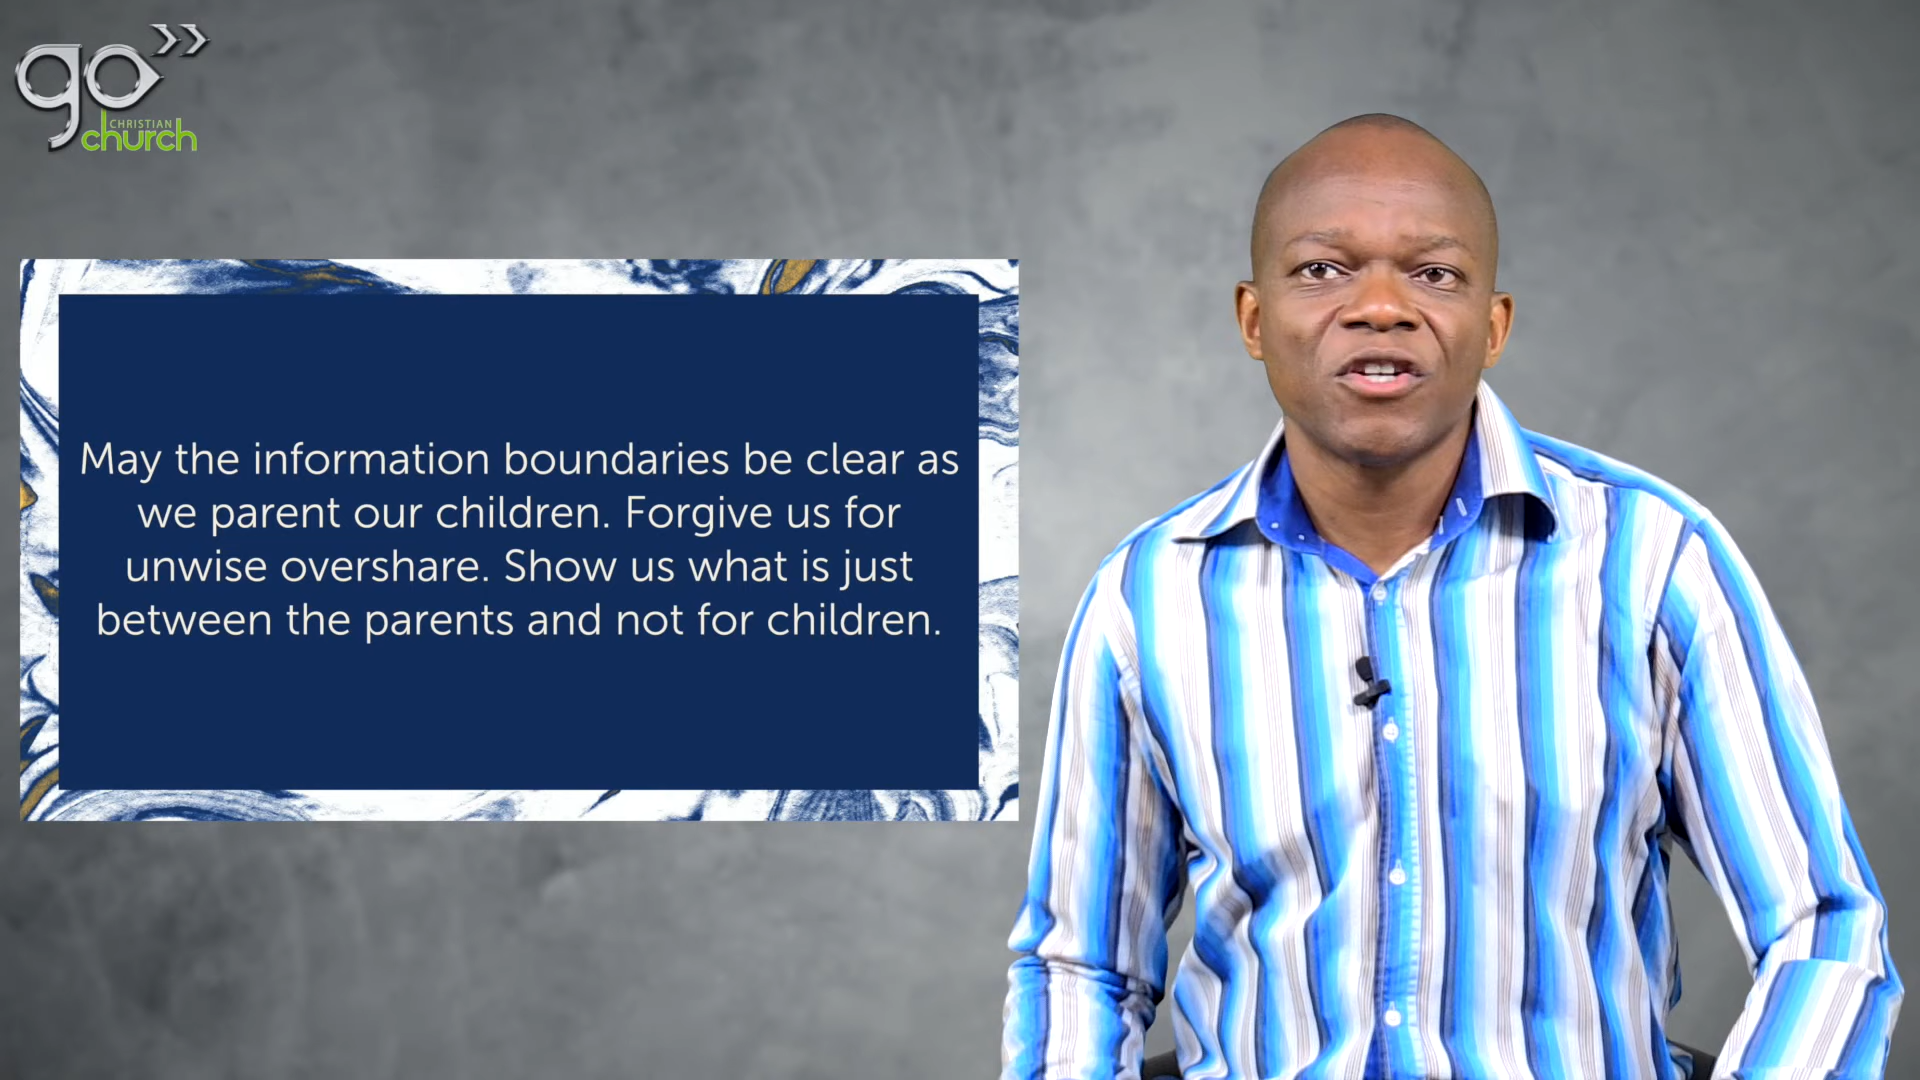 go
CHRISTIAN
church
May the information boundaries be clear as
we parent our children. Forgive us for
unwise overshare. Show us what is just
between the parents and not for children.